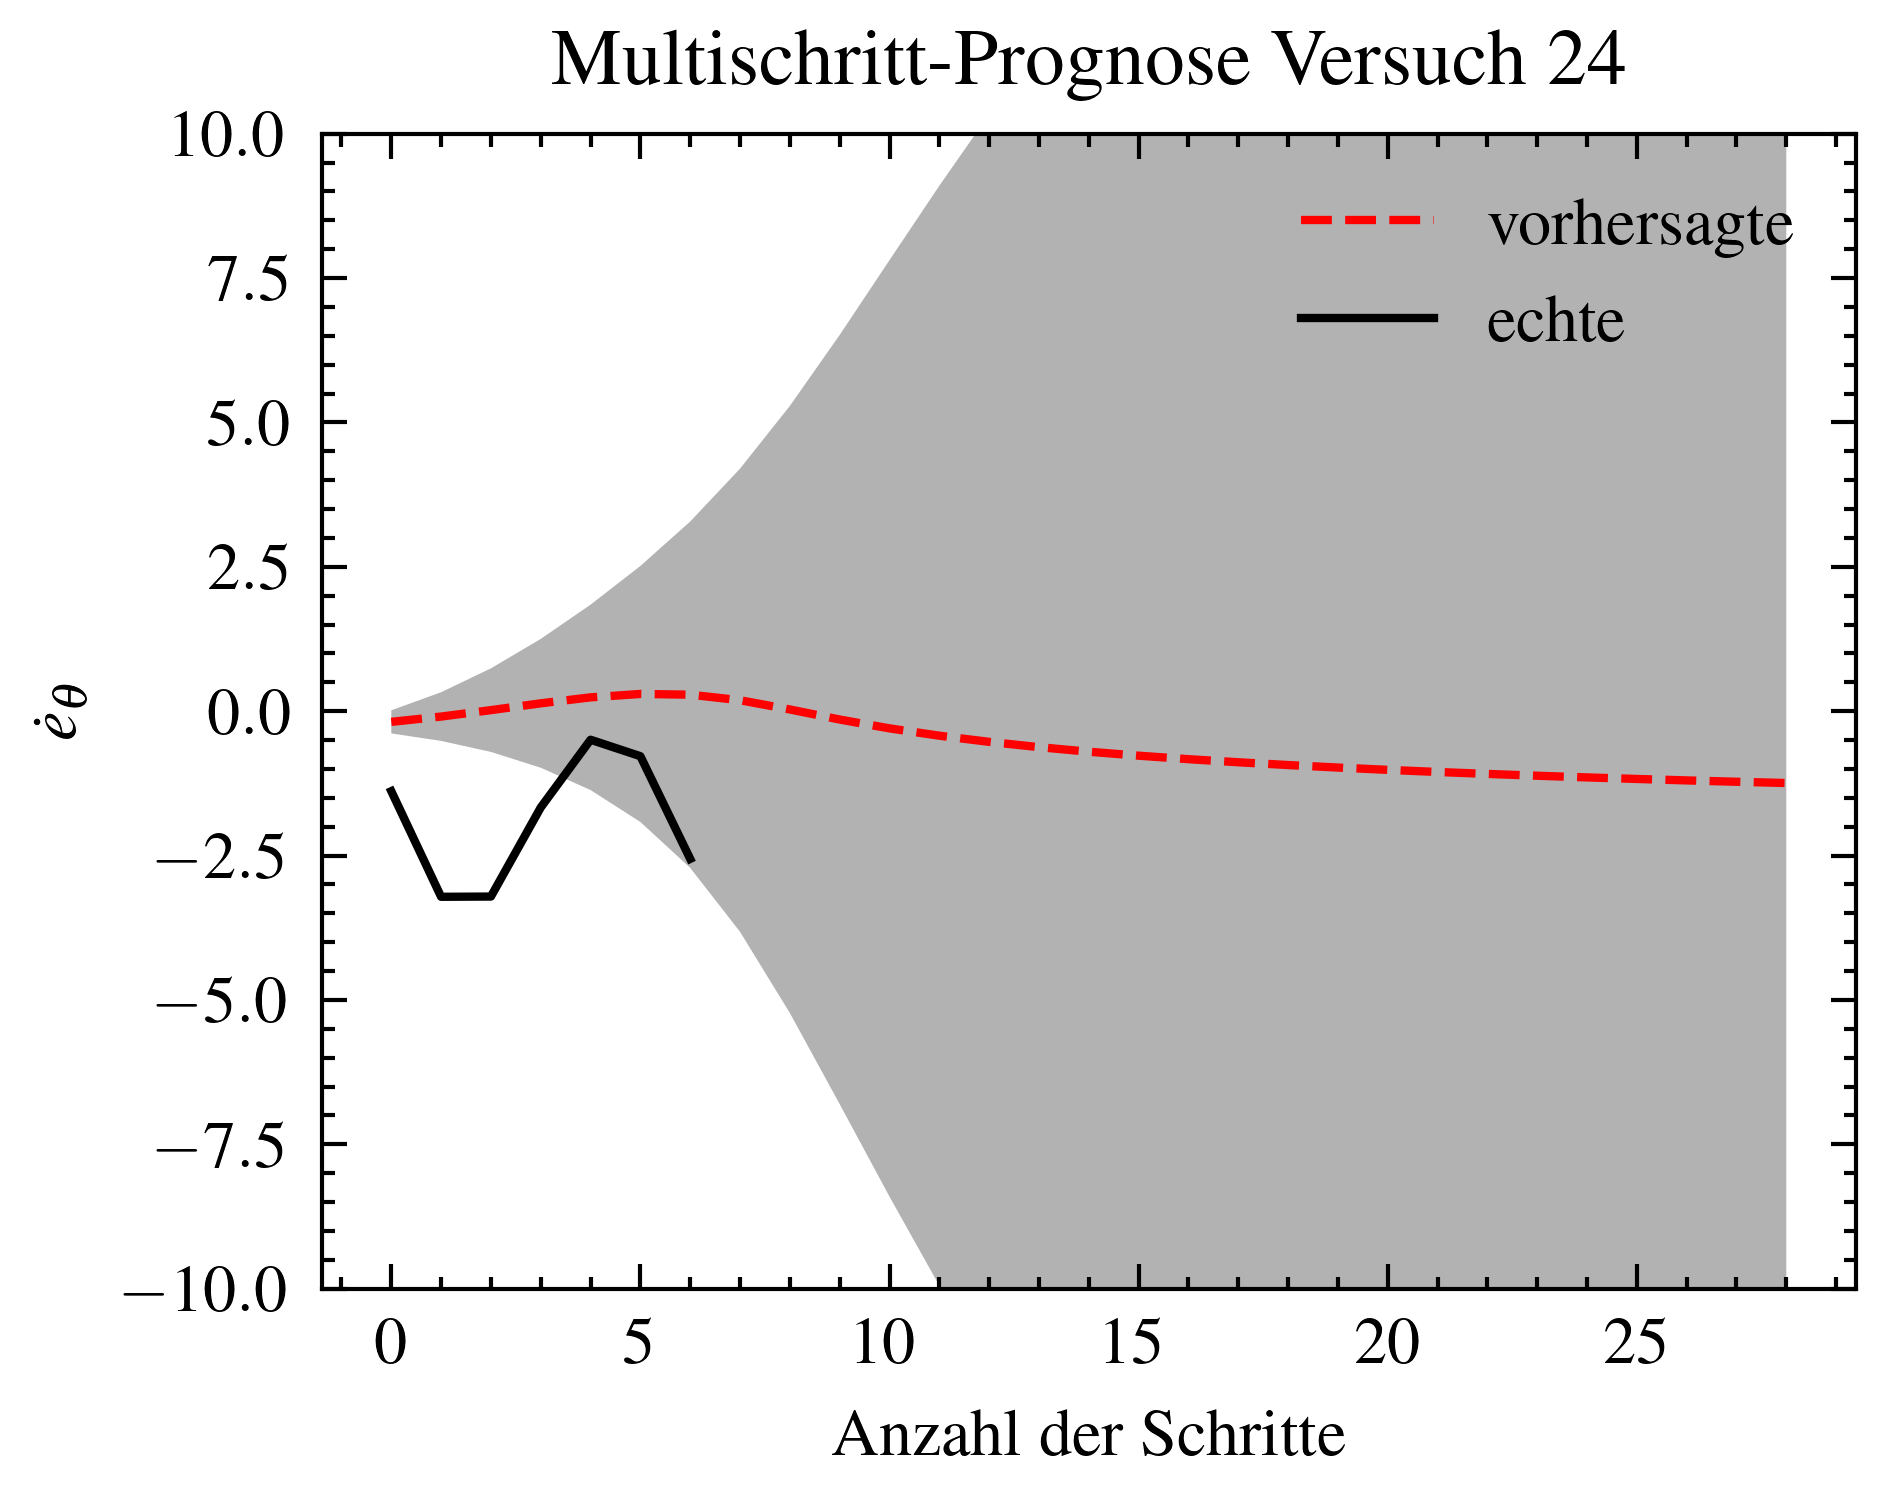 Multischritt-Prognose Versuch 24
10.0
7.5
5.0
2.5
0.0
−2.5
−5.0
−7.5
−10.0
ėθ
vorhersagte
echte
0 5 10 15 20 25
Anzahl der Schritte